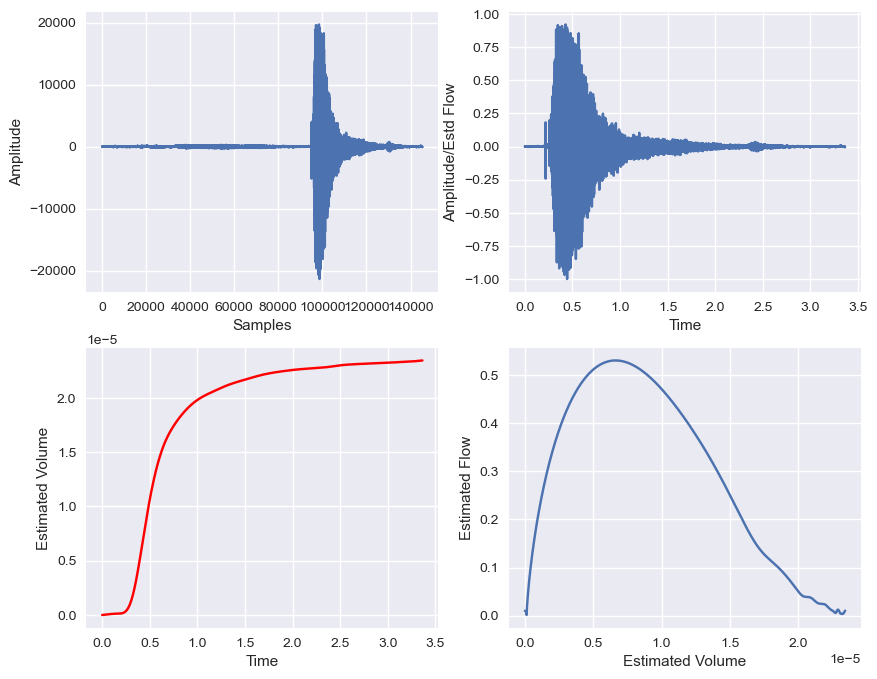 20000
10000
0
−10000
−20000
Amplitude
0 20000 40000 60000 80000 100000 120000 140000
Samples
1.00
0.75
0.50
0.25
0.00
−0.25
−0.50
−0.75
−1.00
Amplitude/Estd Flow
0.0 0.5 1.0 1.5 2.0 2.5 3.0 3.5
Time
1e−5
2.0
1.5
1.0
0.5
0.0
Estimated Volume
0.0 0.5 1.0 1.5 2.0 2.5 3.0 3.5
Time
0.5
0.4
0.3
0.2
0.1
0.0
Estimated Flow
0.0 0.5 1.0 1.5 2.0
Estimated Volume
1e−5